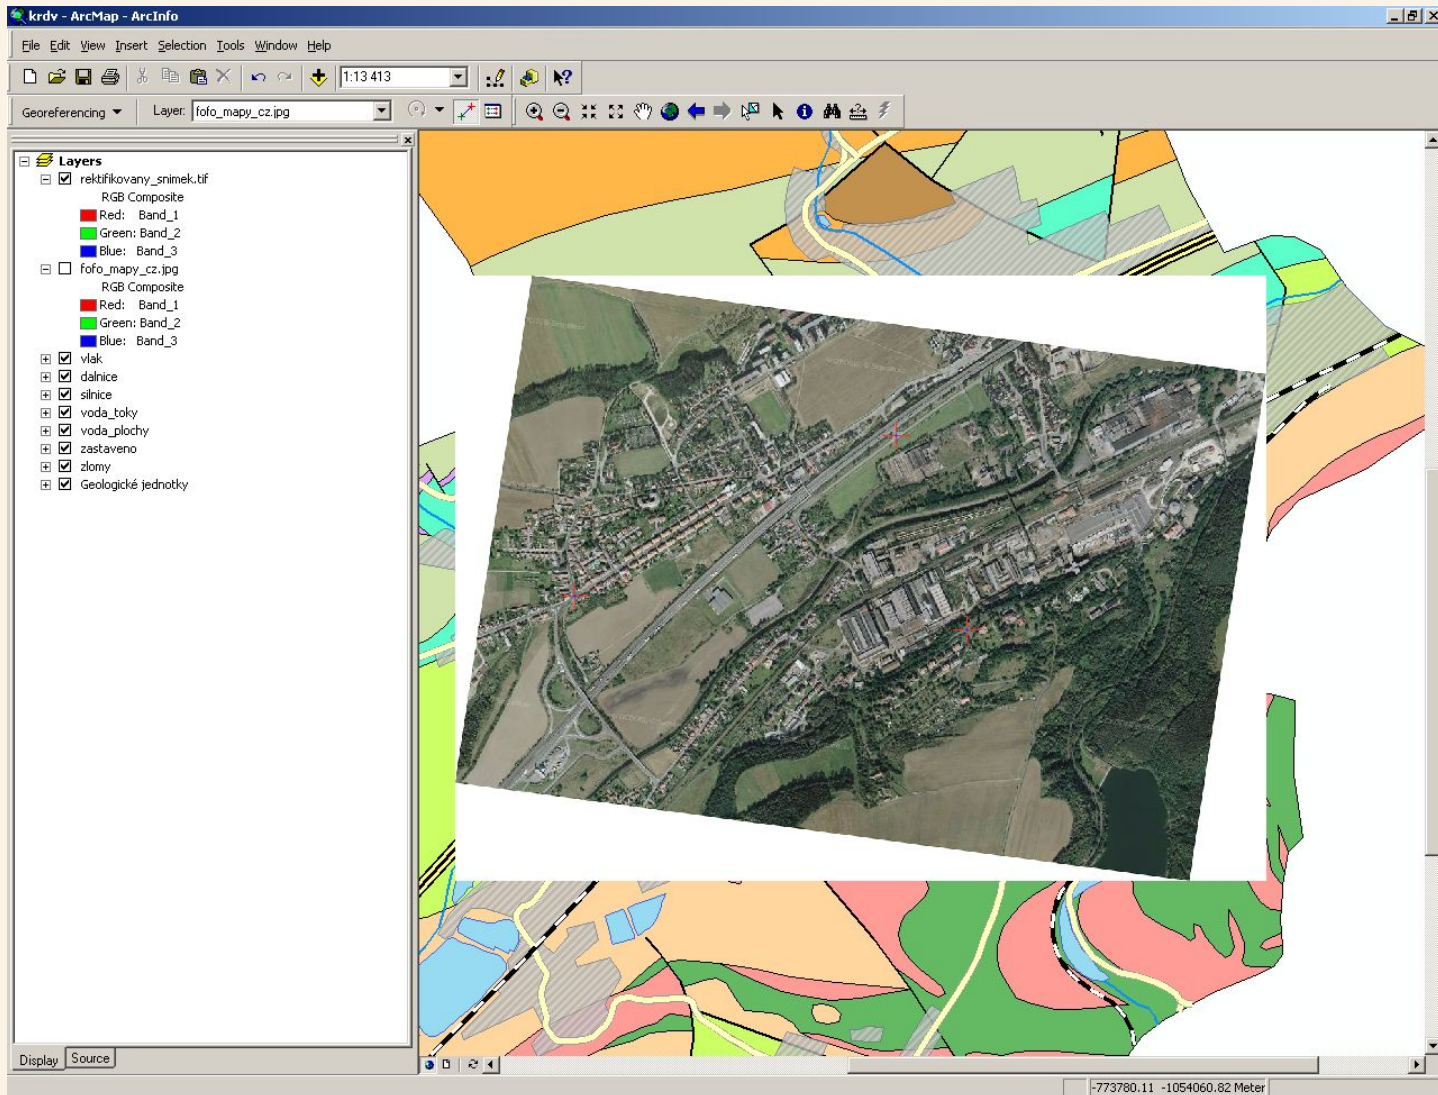 krdv - ArcMap - ArcInfo
File Edit View Insert Selection Tools Window Help
1:13 413
Georeferencing Layer: fofo_mapy_cz.jpg
Layers
rektifikovany_snimek.tif
RGB Composite
Red: Band_1
Green: Band_2
Blue: Band_3
fofo_mapy_cz.jpg
RGB Composite
Red: Band_1
Green: Band_2
Blue: Band_3
vlak
dalnice
silnice
voda_toky
voda_plochy
zastaveno
zlomy
Geologické jednotky
Display Source
-773780.11 -1054060.82 Meter